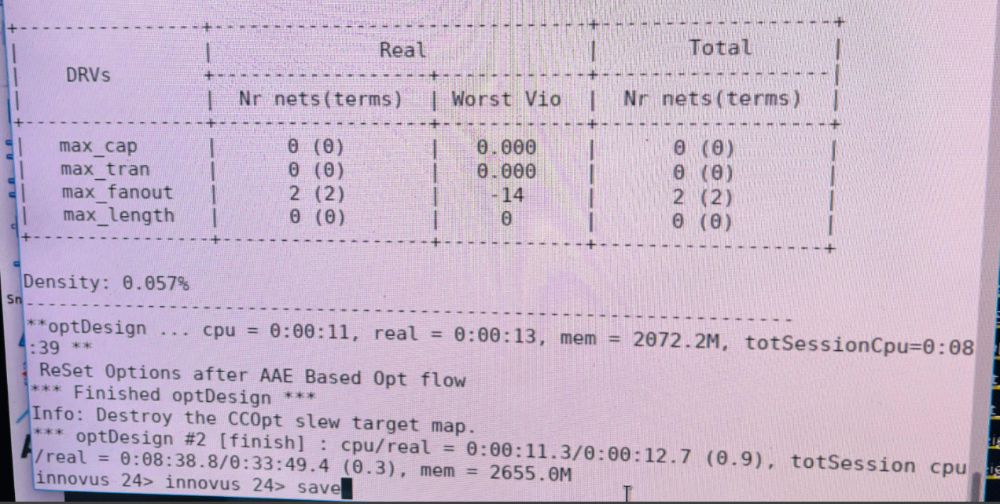 +--------------------+------------------------------------+--------------------+
|                    |                Real                |       Total        |
|        DRVs        +---------------------+--------------+--------------------|
|                    |   Nr nets(terms)    |  Worst Vio   |   Nr nets(terms)   |
+--------------------+---------------------+--------------+--------------------+
|    max_cap         |        0 (0)        |    0.000     |       0 (0)        |
|    max_tran        |        0 (0)        |    0.000     |       0 (0)        |
|    max_fanout      |        2 (2)        |     -14      |       2 (2)        |
|    max_length      |        0 (0)        |      0       |       0 (0)        |
+--------------------+---------------------+--------------+--------------------+
Density: 0.057%
Sn
------------------------------------------------------------------------------
**optDesign ... cpu = 0:00:11, real = 0:00:13, mem = 2072.2M, totSessionCpu=0:08
:39 **
ReSet Options after AAE Based Opt flow
*** Finished optDesign ***
Info: Destroy the CCOpt slew target map.
*** optDesign #2 [finish] : cpu/real = 0:00:11.3/0:00:12.7 (0.9), totSession cpu
/real = 0:08:38.8/0:33:49.4 (0.3), mem = 2655.0M
innovus 24> innovus 24> save